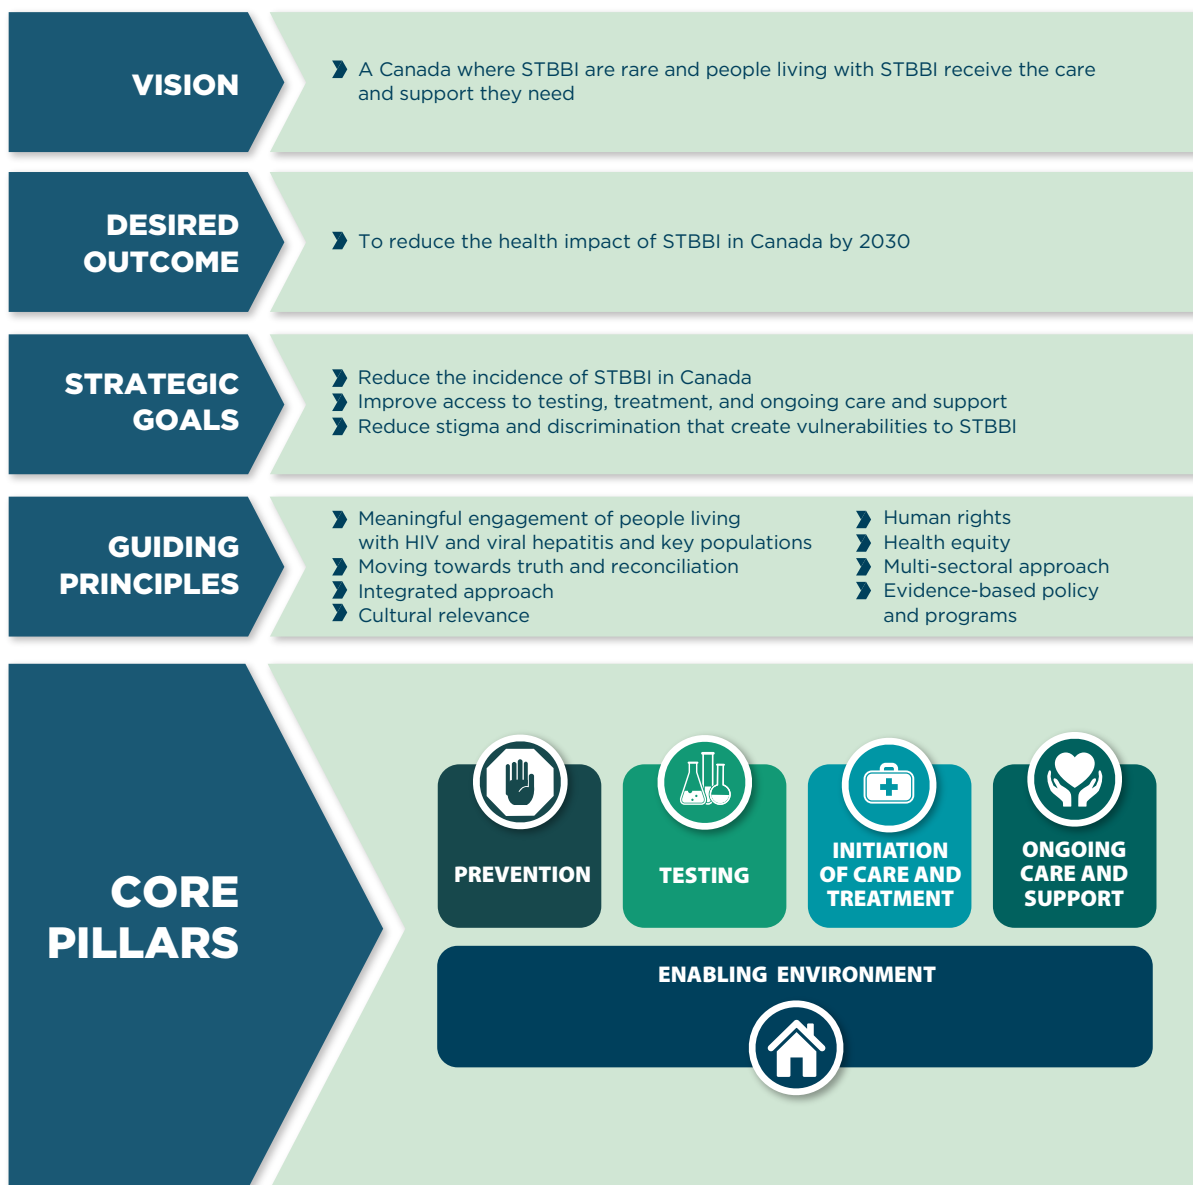 VISION
A Canada where STBBI are rare and people living with STBBI receive the care
and support they need
DESIRED
OUTCOME
To reduce the health impact of STBBI in Canada by 2030
STRATEGIC
GOALS
Reduce the incidence of STBBI in Canada
Improve access to testing, treatment, and ongoing care and support
Reduce stigma and discrimination that create vulnerabilities to STBBI
GUIDING
PRINCIPLES
Meaningful engagement of people living
with HIV and viral hepatitis and key populations
Moving towards truth and reconciliation
Integrated approach
Cultural relevance
Human rights
Health equity
Multi-sectoral approach
Evidence-based policy
and programs
CORE
PILLARS
PREVENTION
TESTING
INITIATION
OF CARE AND
TREATMENT
ONGOING
CARE AND
SUPPORT
ENABLING ENVIRONMENT